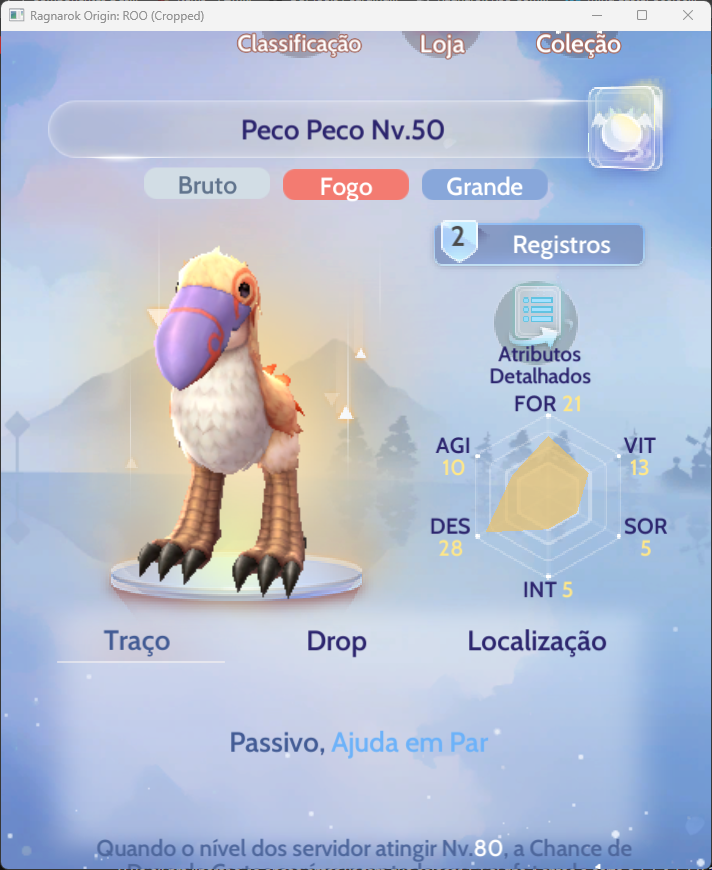 Ragnarok Origin: ROO (Cropped)
Classificação
Loja
Coleção
Peco Peco Nv.50
Bruto
Fogo
Grande
2
Registros
Atributos
Detalhados
FOR 21
AGI
10
VIT
13
DES
28
SOR
5
INT 5
Traço
Drop
Localização
Passivo, Ajuda em Par
Quando o nível dos servidor atingir Nv.80, a Chance de